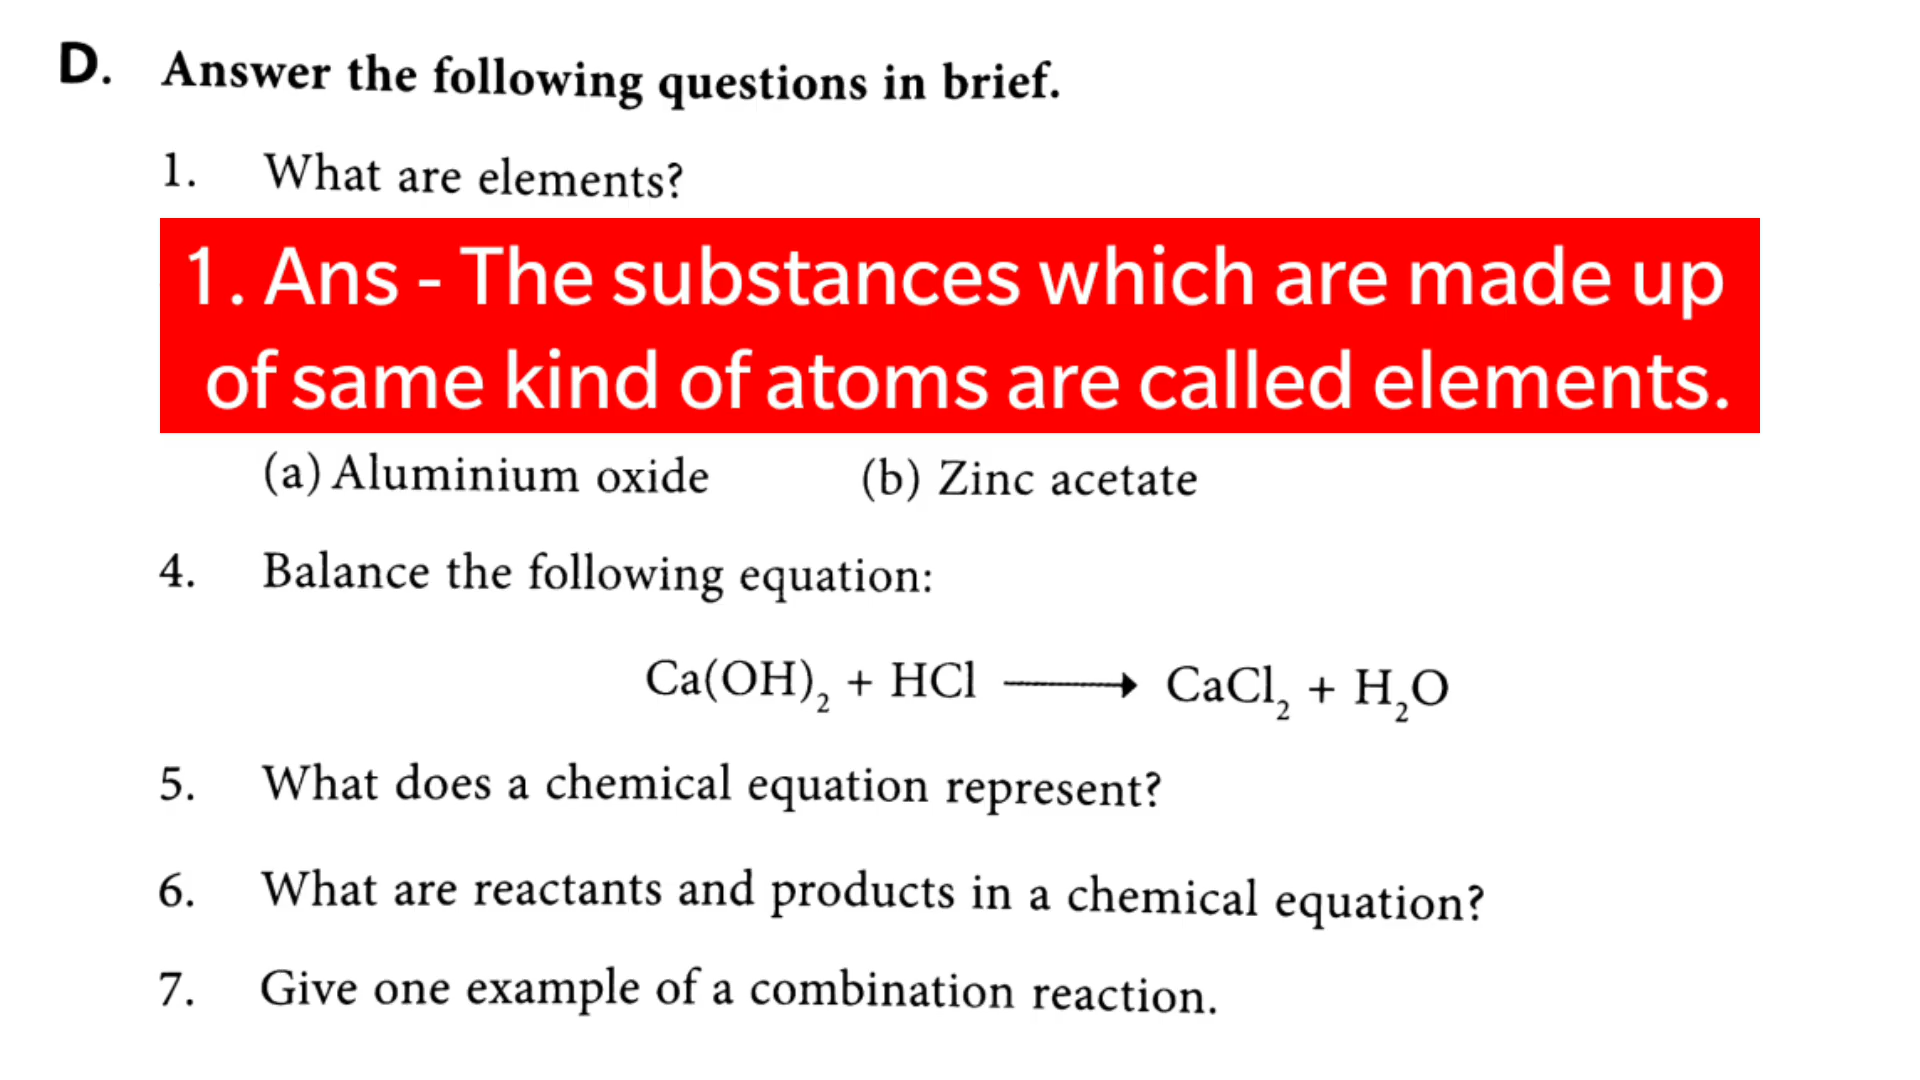 D. Answer the following questions in brief.
1. What are elements?
1. Ans - The substances which are made up
of same kind of atoms are called elements.
(a) Aluminium oxide (b) Zinc acetate
4. Balance the following equation:
Ca(OH)₂ + HCl ⟶ CaCl₂ + H₂O
5. What does a chemical equation represent?
6. What are reactants and products in a chemical equation?
7. Give one example of a combination reaction.